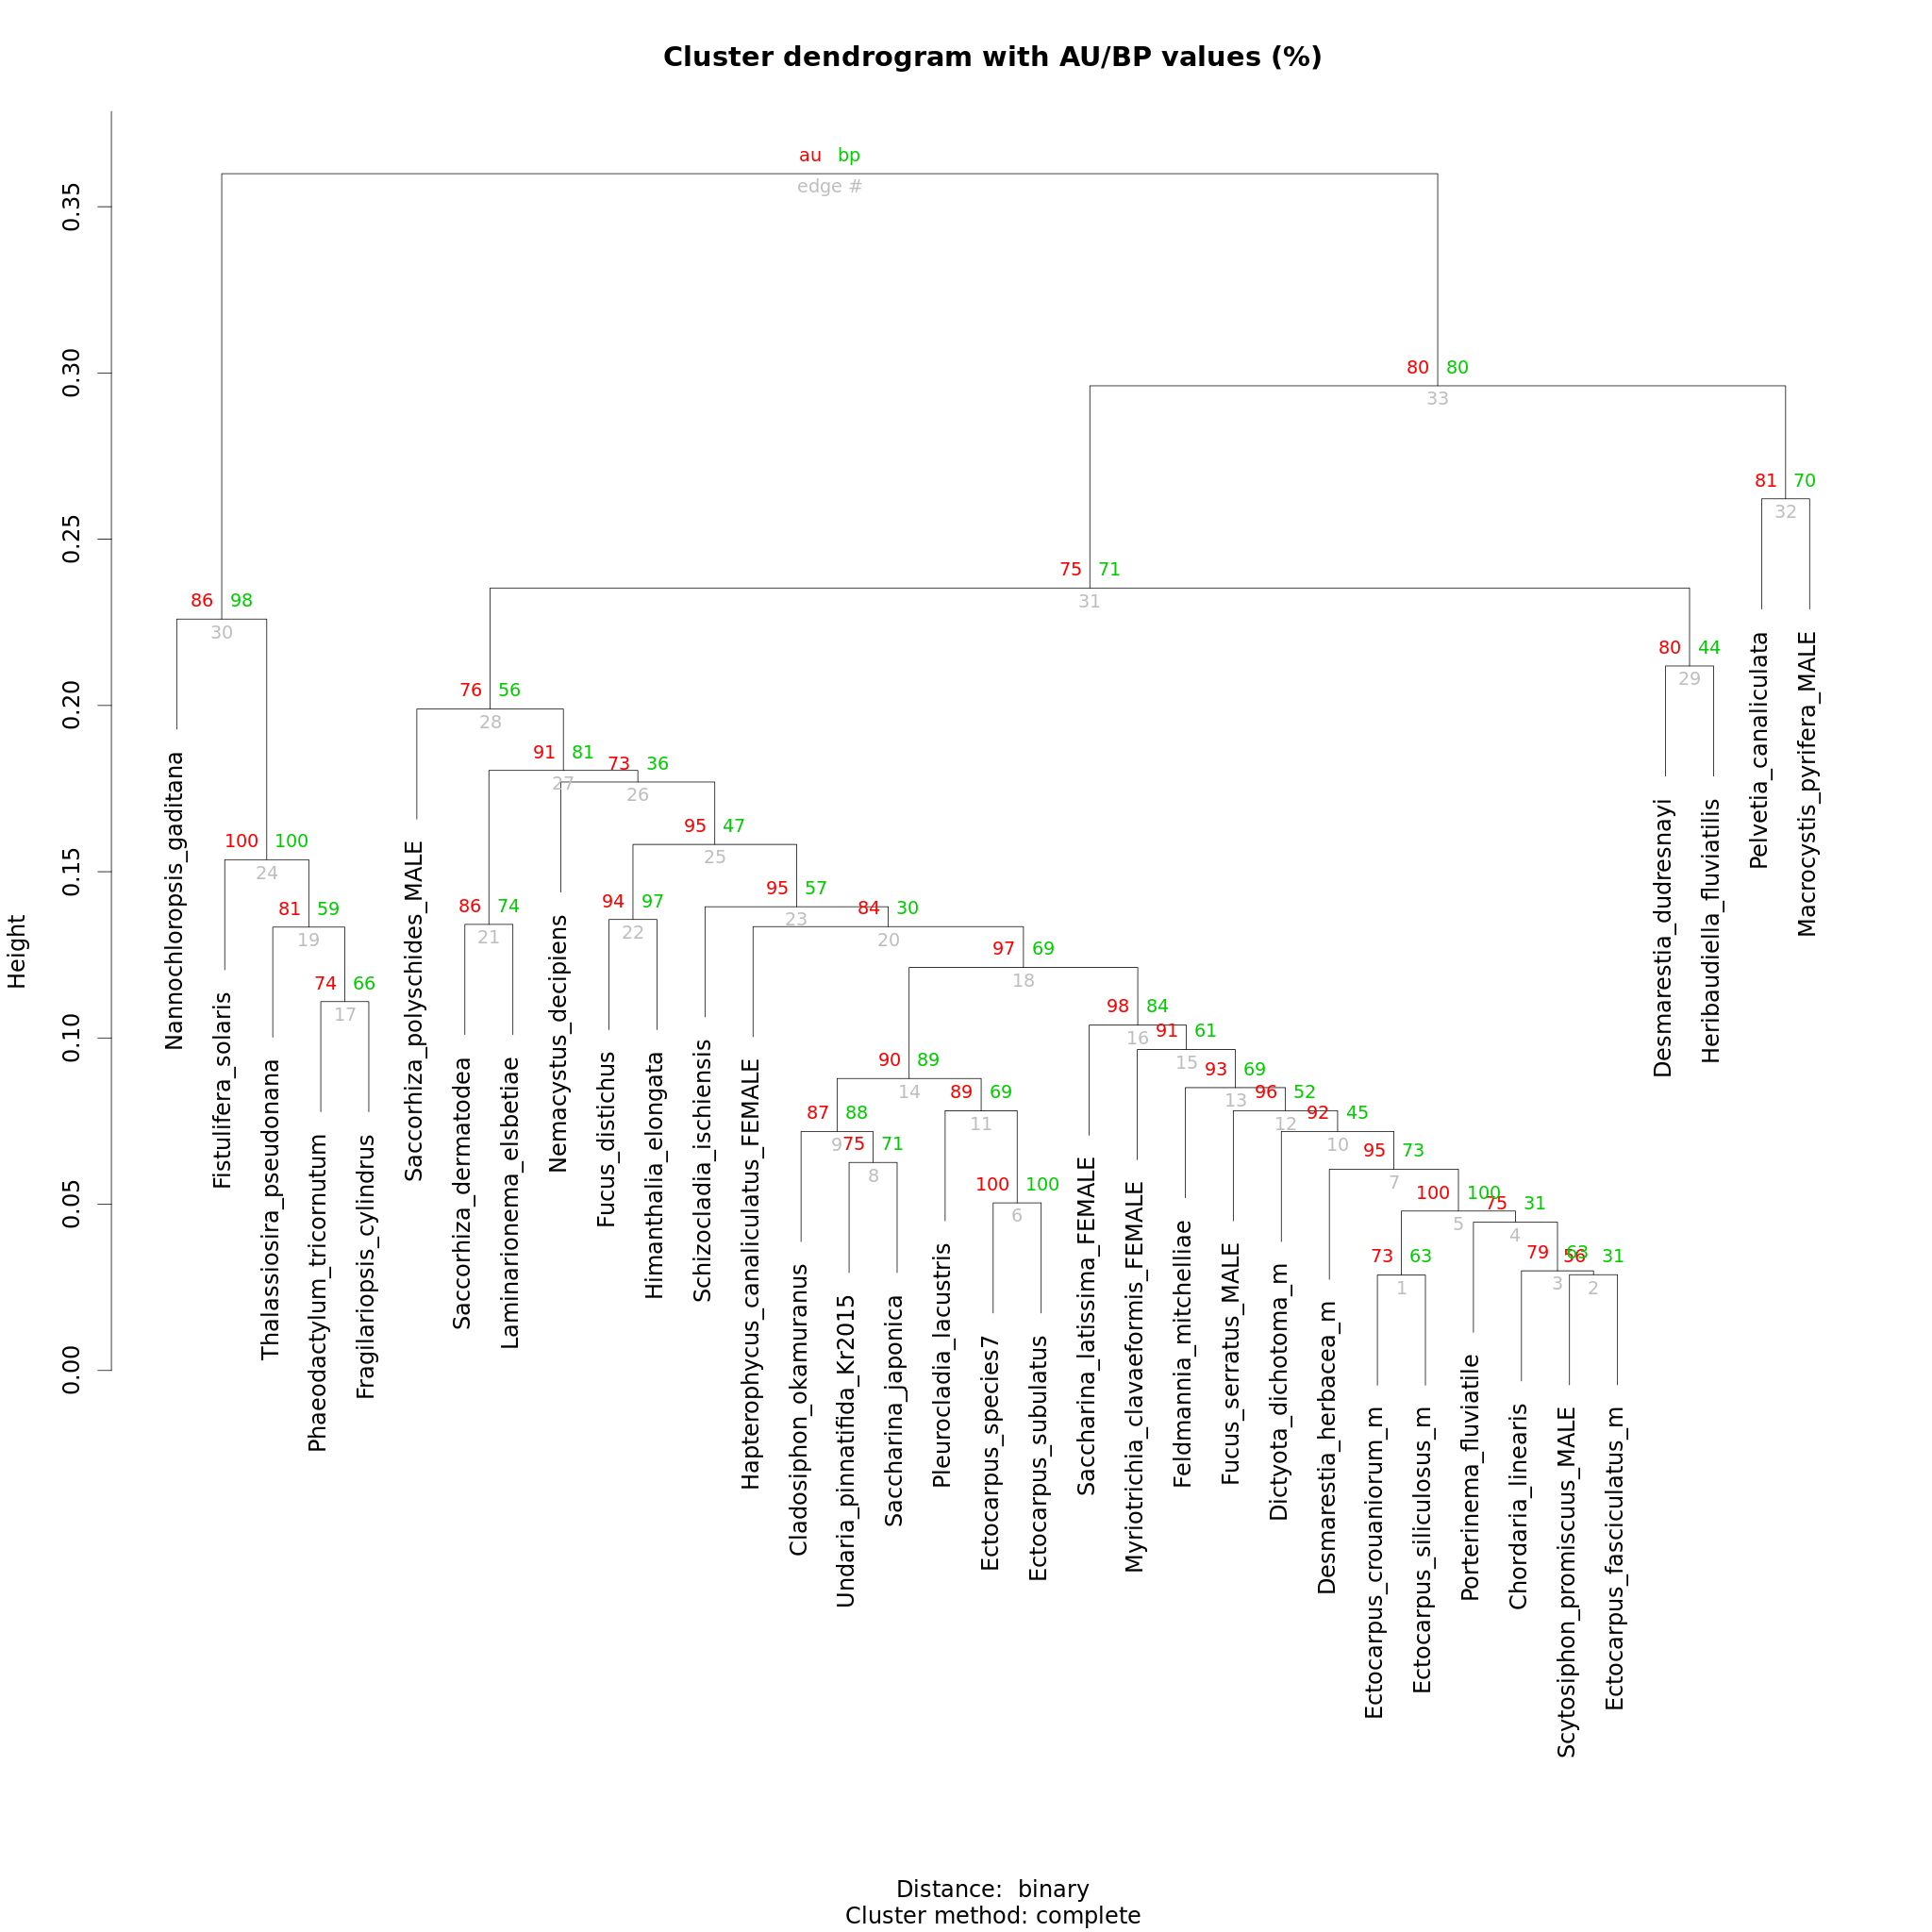 Cluster dendrogram with AU/BP values (%)
au bp
edge #
0.35
80 80
0.30
33
81 70
32
0.25
75 71
31
86 98
30
80 44
29
76 56
28
0.20
91 81
27
73 36
26
95 47
25
100 100
24
0.15
95 57
23
94 97
22
86 74
21
84 30
20
81 59
19
97 69
18
74 66
17
98 84
16
0.10
91 61
15
90 89
14
93 69
13
96 52
12
89 69
11
92 45
10
87 88
9
75 71
8
95 73
7
100 100
6
0.05
100 100
5
75 31
4
79 63
3
56 31
2
73 63
1
0.00
Height
Nannochloropsis_gaditana
Fistulifera_solaris
Thalassiosira_pseudonana
Phaeodactylum_tricornutum
Fragilariopsis_cylindrus
Saccorhiza_polyschides_MALE
Saccorhiza_dermatodea
Laminarionema_elsbetiae
Nemacystus_decipiens
Fucus_distichus
Himanthalia_elongata
Schizocladia_ischiensis
Hapterophycus_canaliculatus_FEMALE
Cladosiphon_okamuranus
Undaria_pinnatifida_Kr2015
Saccharina_japonica
Pleurocladia_lacustris
Ectocarpus_species7
Ectocarpus_subulatus
Saccharina_latissima_FEMALE
Myriotrichia_clavaeformis_FEMALE
Feldmannia_mitchelliae
Fucus_serratus_MALE
Dictyota_dichotoma_m
Desmarestia_herbacea_m
Ectocarpus_crouaniorum_m
Ectocarpus_siliculosus_m
Porterinema_fluviatile
Chordaria_linearis
Scytosiphon_promiscuus_MALE
Ectocarpus_fasciculatus_m
Desmarestia_dudresnayi
Heribaudiella_fluviatilis
Pelvetia_canaliculata
Macrocystis_pyrifera_MALE
Distance: binary
Cluster method: complete